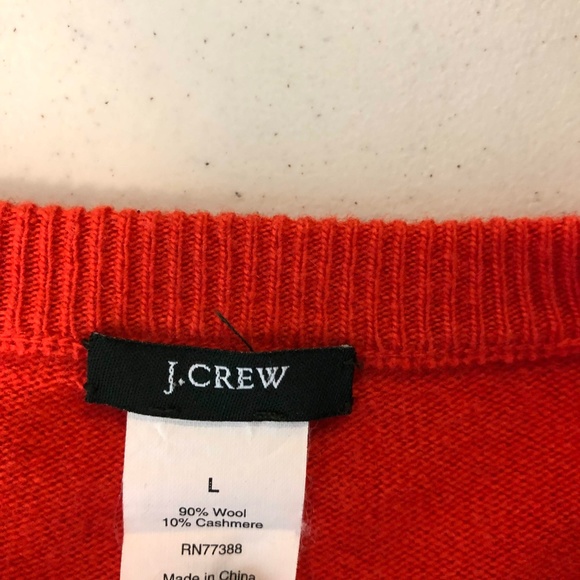 J.CREW
L
90% Wool
10% Cashmere
RN77388
Made in China